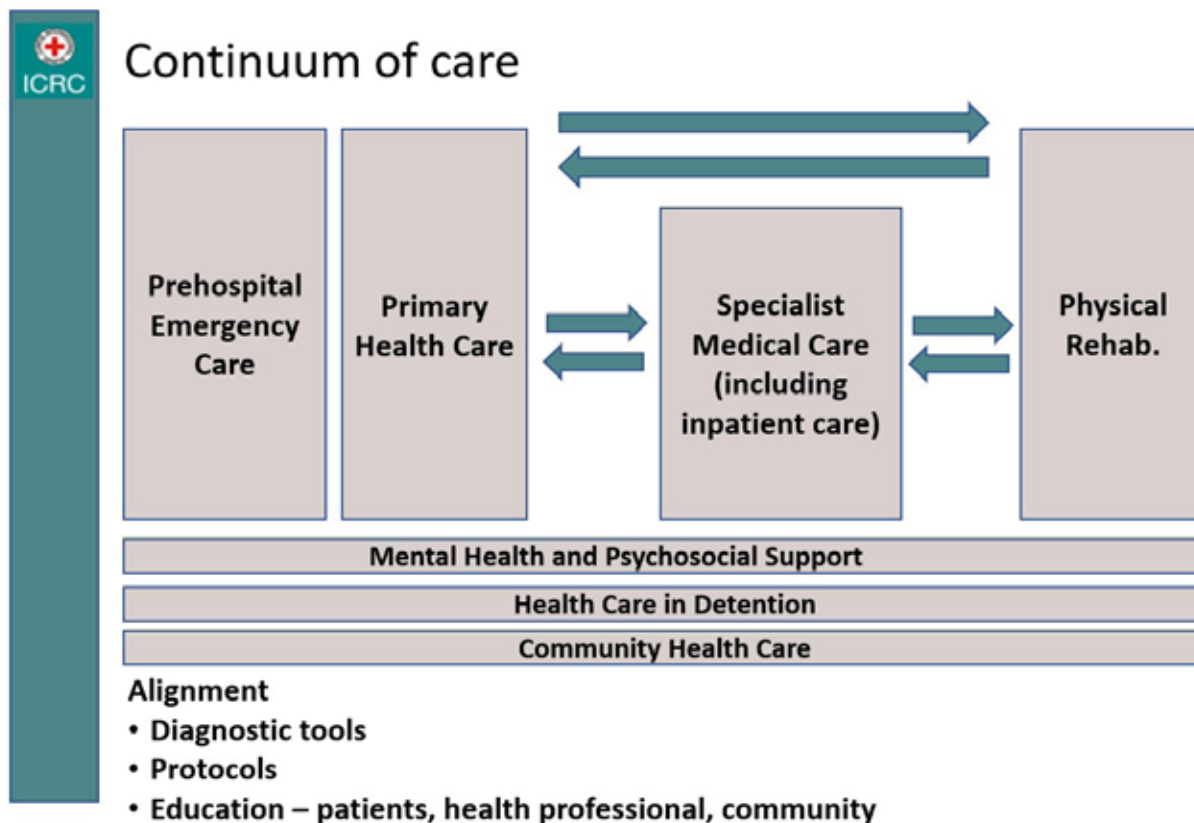 ICRC
Continuum of care
Prehospital
Emergency
Care
Primary
Health Care
Specialist
Medical Care
(including
inpatient care)
Physical
Rehab.
Mental Health and Psychosocial Support
Health Care in Detention
Community Health Care
Alignment
• Diagnostic tools
• Protocols
• Education – patients, health professional, community